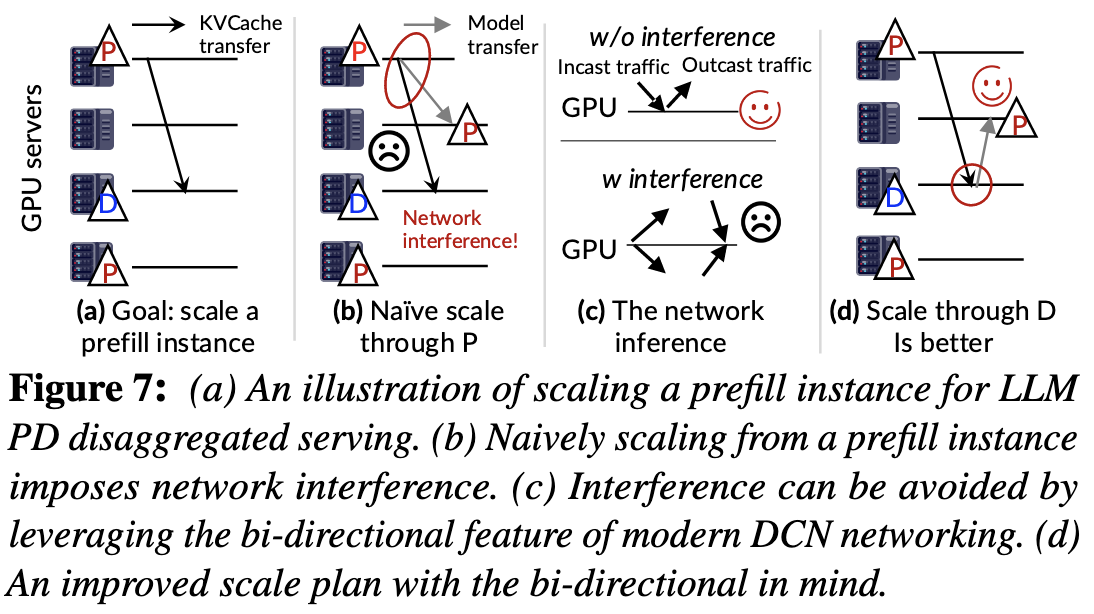 KVCache
transfer
P
D
P
GPU servers
(a) Goal: scale a
prefill instance
Model
transfer
P
P
D
P
Network
interference!
(b) Naïve scale
through P
w/o interference
Incast traffic Outcast traffic
GPU
w interference
GPU
(c) The network
inference
P
P
D
P
(d) Scale through D
Is better
Figure 7: (a) An illustration of scaling a prefill instance for LLM
PD disaggregated serving. (b) Naively scaling from a prefill instance
imposes network interference. (c) Interference can be avoided by
leveraging the bi-directional feature of modern DCN networking. (d)
An improved scale plan with the bi-directional in mind.